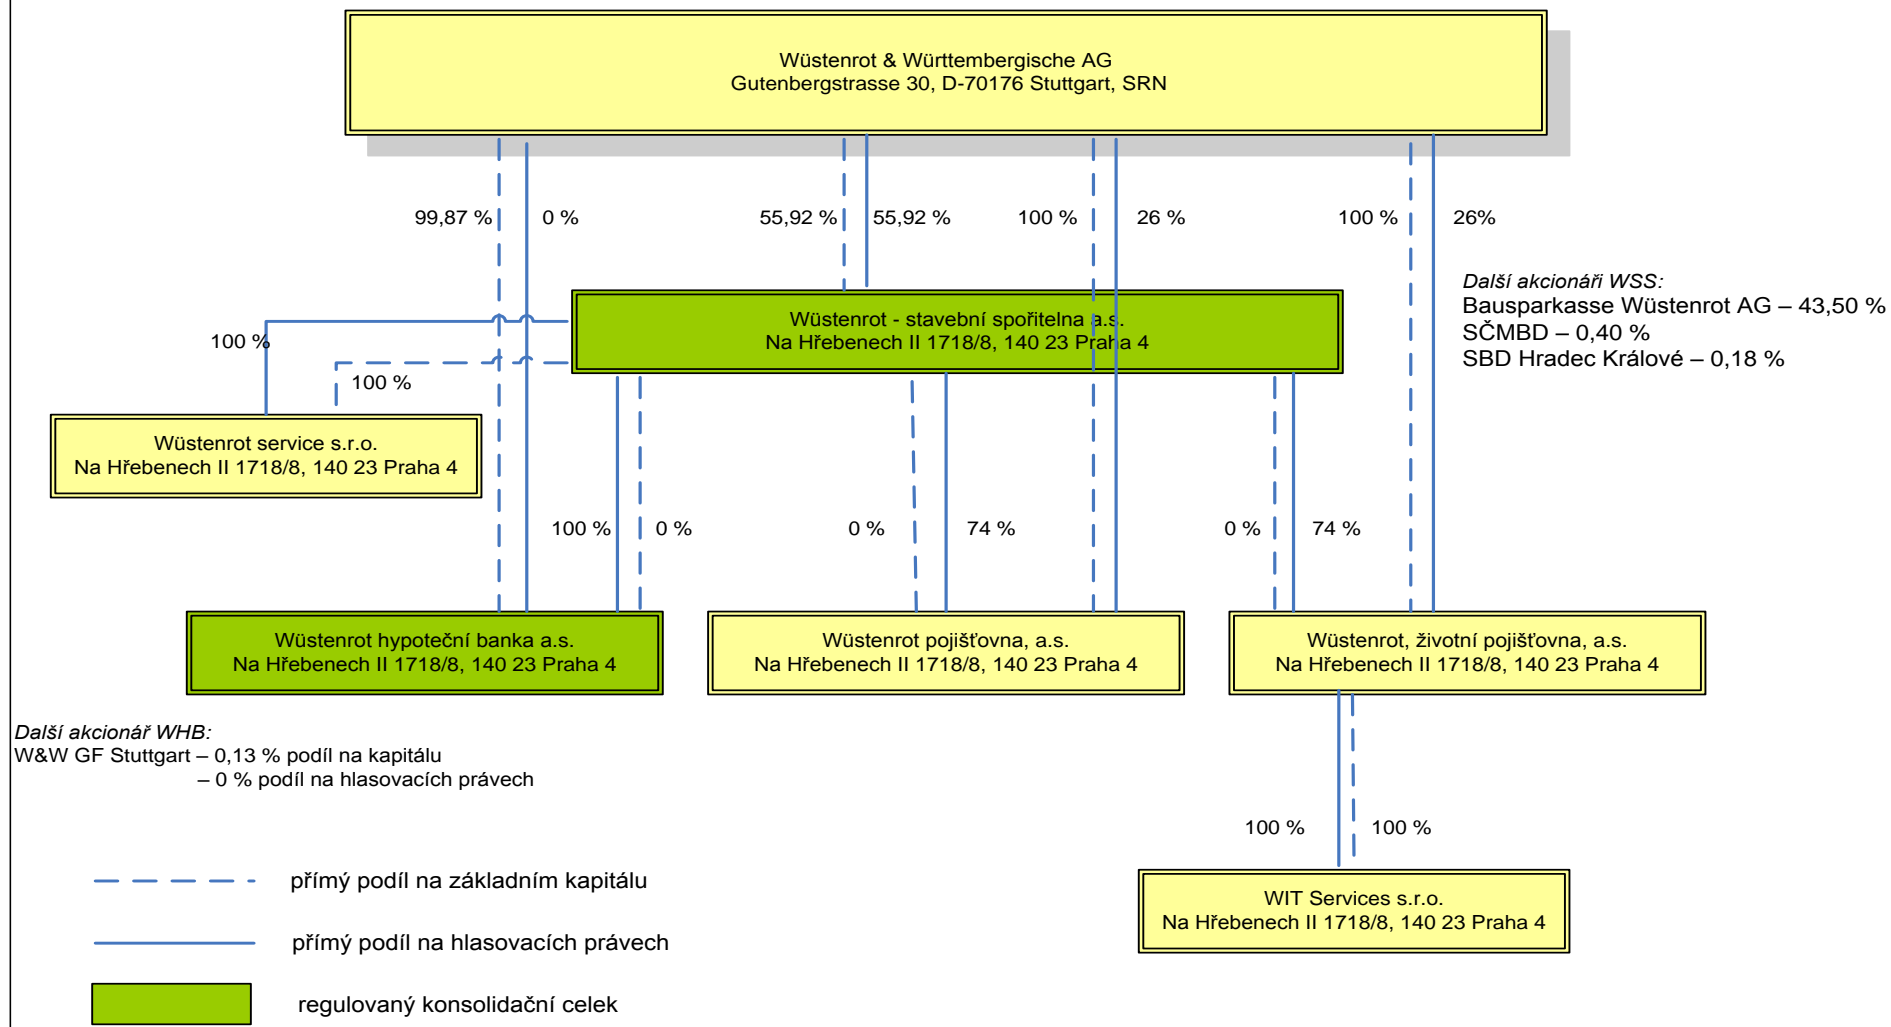 Wüstenrot & Württembergische AG
Gutenbergstrasse 30, D-70176 Stuttgart, SRN
99,87 %
0 %
55,92 %
55,92 %
100 %
26 %
100 %
26%
Další akcionáři WSS:
Bausparkasse Wüstenrot AG – 43,50 %
SČMBD – 0,40 %
SBD Hradec Králové – 0,18 %
Wüstenrot - stavební spořitelna a.s.
Na Hřebenech II 1718/8, 140 23 Praha 4
100 %
100 %
Wüstenrot service s.r.o.
Na Hřebenech II 1718/8, 140 23 Praha 4
100 %
0 %
0 %
74 %
0 %
74 %
Wüstenrot hypoteční banka a.s.
Na Hřebenech II 1718/8, 140 23 Praha 4
Wüstenrot pojišťovna, a.s.
Na Hřebenech II 1718/8, 140 23 Praha 4
Wüstenrot, životní pojišťovna, a.s.
Na Hřebenech II 1718/8, 140 23 Praha 4
Další akcionář WHB:
W&W GF Stuttgart – 0,13 % podíl na kapitálu
– 0 % podíl na hlasovacích právech
100 %
100 %
WIT Services s.r.o.
Na Hřebenech II 1718/8, 140 23 Praha 4
přímý podíl na základním kapitálu
přímý podíl na hlasovacích právech
regulovaný konsolidační celek